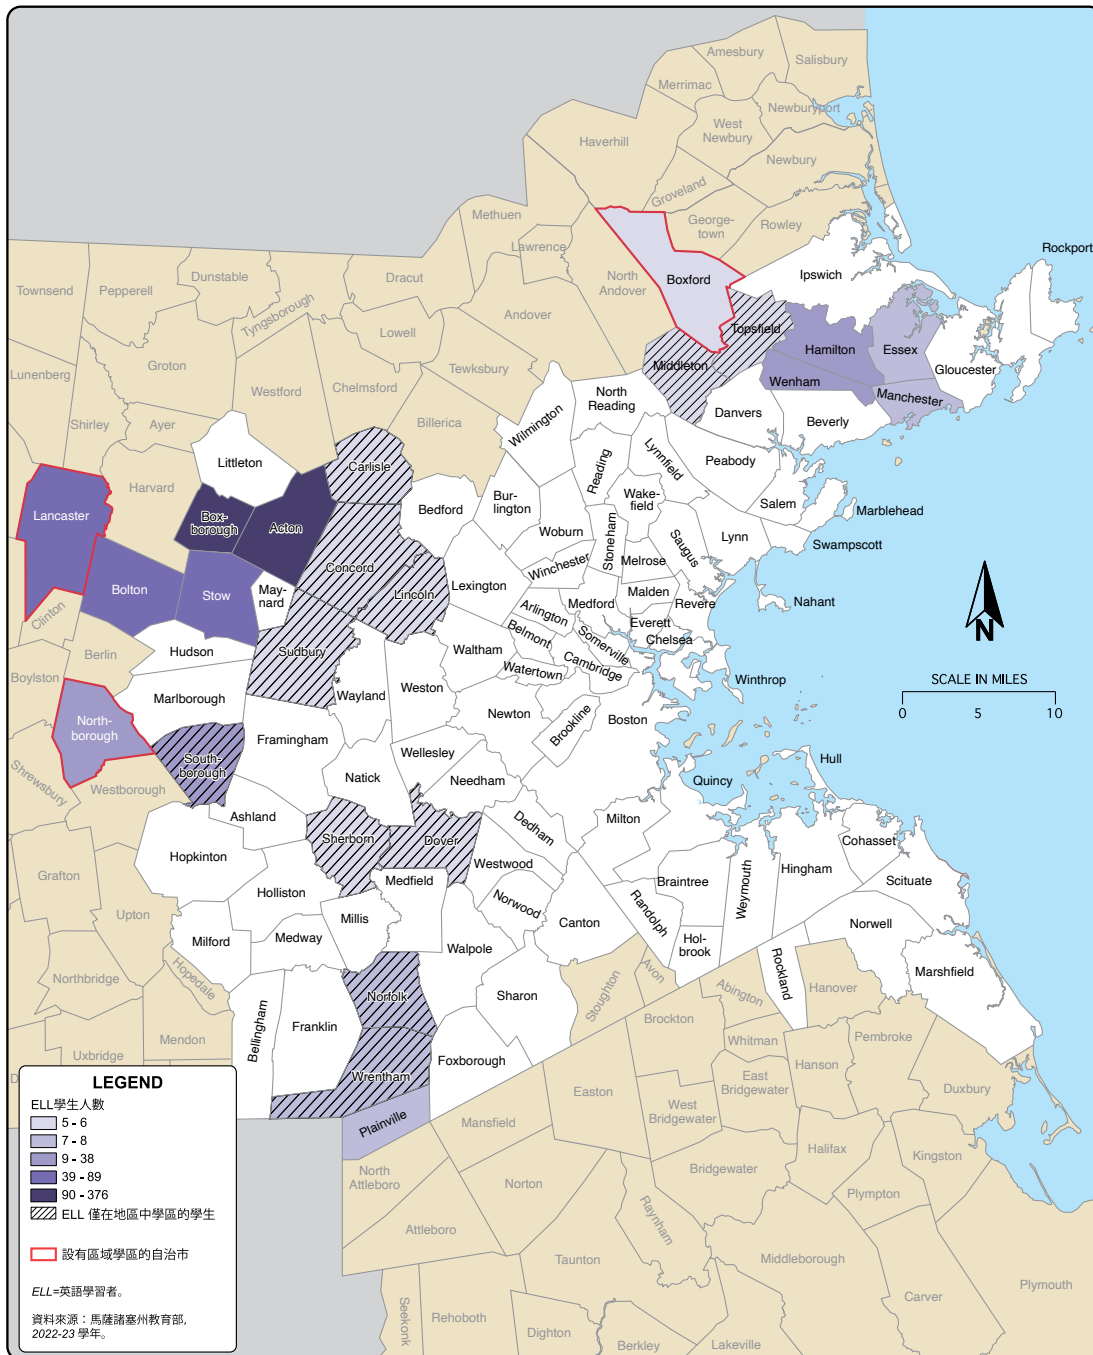 Amesbury
Salisbury
Merrimac
Newburyport
West
Newbury
Haverhill
Newbury
Groveland
Methuen
George-
town
Rowley
Lawrence
Rockport
Dunstable
Dracut
North
Andover
Boxford
Ipswich
Townsend
Pepperell
Tyngsborough
Andover
Lowell
Topsfield
Hamilton
Essex
Groton
Tewksbury
Middleton
Gloucester
Lunenberg
Westford
Chelmsford
Wenham
North
Reading
Manchester
Shirley
Ayer
Billerica
Wilmington
Danvers
Beverly
Littleton
Carlisle
Reading
Lynnfield
Peabody
Harvard
Lancaster
Box-
borough
Acton
Bedford
Bur-
lington
Wake-
field
Salem
Marblehead
Woburn
Stoneham
Saugus
Lynn
Swampscott
Concord
Winchester
Melrose
Bolton
Stow
May-
nard
Lincoln
Lexington
Malden
Nahant
Clinton
Arlington
Medford
Revere
Everett
N
Hudson
Sudbury
Belmont
Somerville
Chelsea
Berlin
Waltham
Cambridge
Boylston
Watertown
Winthrop
SCALE IN MILES
0 5 10
Marlborough
Wayland
Weston
North-
borough
Newton
Brookline
Boston
Framingham
Wellesley
Hull
Shrewsbury
South-
borough
Natick
Needham
Quincy
Westborough
Ashland
Milton
Sherborn
Dover
Dedham
Cohasset
Hopkinton
Westwood
Hingham
Grafton
Medfield
Braintree
Scituate
Holliston
Weymouth
Upton
Millis
Norwood
Randolph
Canton
Norwell
Milford
Medway
Walpole
Hol-
brook
Hopedale
Rockland
Marshfield
Northbridge
Norfolk
Sharon
Stoughton
Avon
Abington
Hanover
Bellingham
Franklin
Brockton
Mendon
Whitman
Pembroke
Uxbridge
Foxborough
Hanson
D
Wrentham
East
Bridgewater
Easton
Duxbury
West
Bridgewater
Plainville
Mansfield
Halifax
Kingston
North
Attleboro
Bridgewater
Norton
Plympton
Raynham
Attleboro
Taunton
Middleborough
Plymouth
Carver
Seekonk
Rehoboth
Dighton
Berkley
Lakeville
LEGEND
ELL學生人數
5 - 6
7 - 8
9 - 38
39 - 89
90 - 376
ELL 僅在地區中學區的學生
設有區域學區的自治市
ELL=英語學習者。
資料來源：馬薩諸塞州教育部,
2022-23 學年。